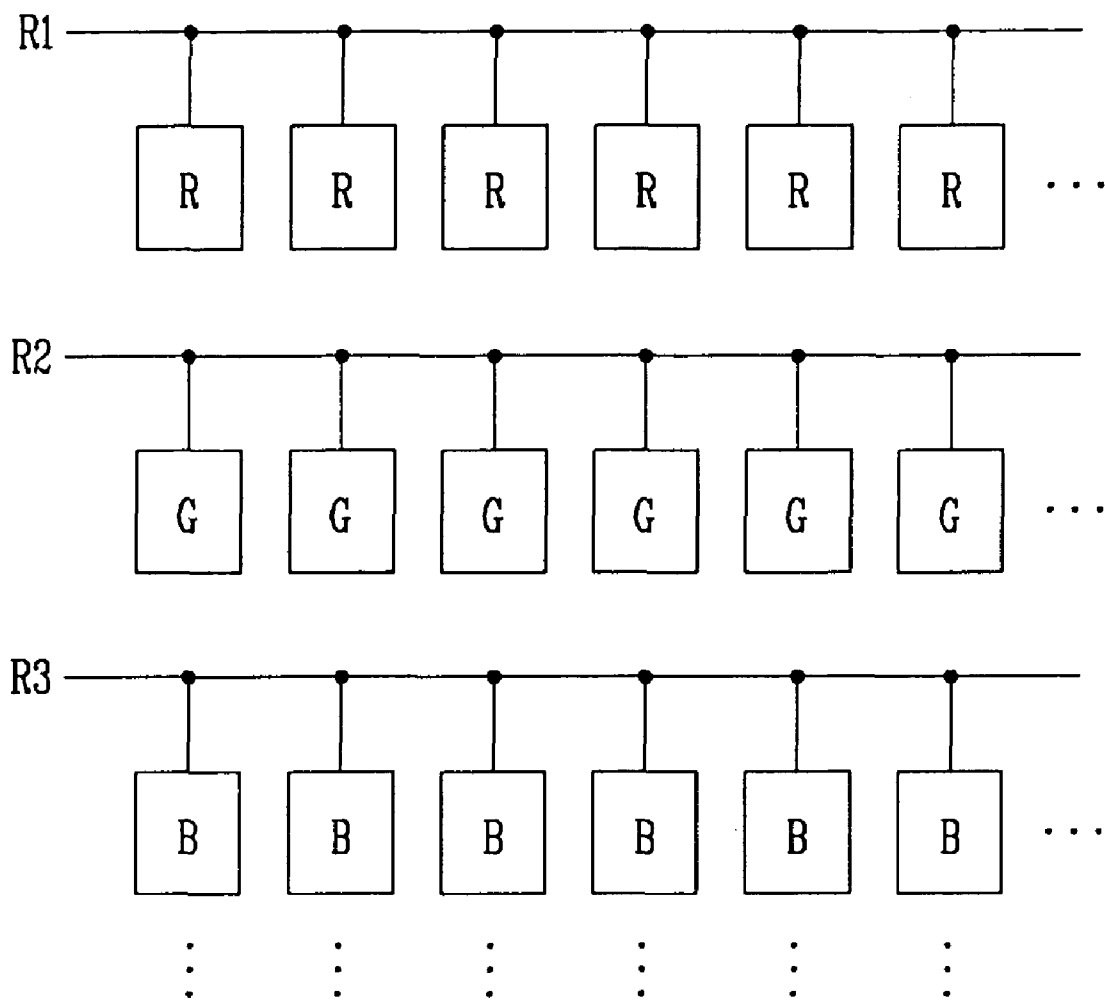 R1
R R R R R R . . .
R2
G G G G G G . . .
R3
B B B B B B . . .